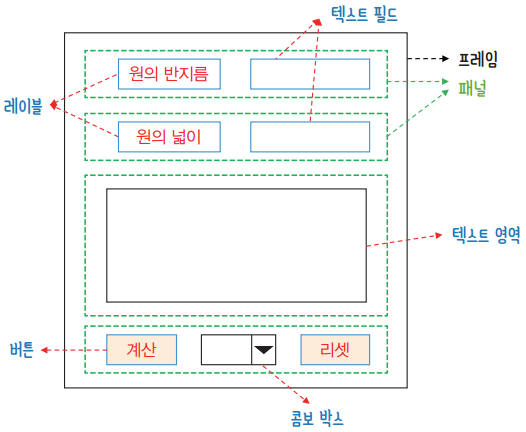 텍스트 필드
프레임
원의 반지름
패널
레이블
원의 넓이
텍스트 영역
버튼
계산
리셋
콤보 박스